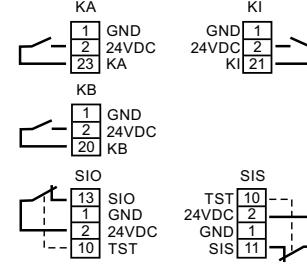 KA
1 GND
2 24VDC
23 KA
KI
GND 1
24VDC 2
KI 21
KB
1 GND
2 24VDC
20 KB
SIO
13 SIO
1 GND
2 24VDC
10 TST
SIS
TST 10
24VDC 2
GND 1
SIS 11